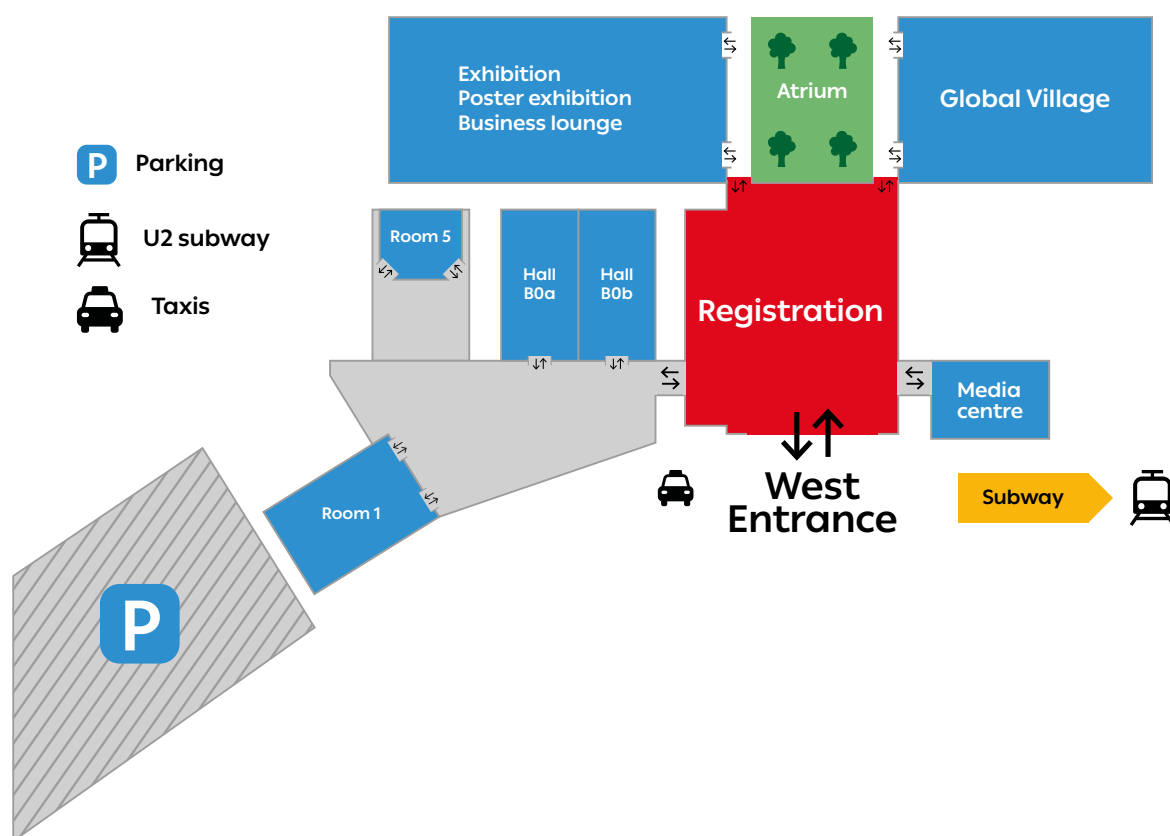 Exhibition
Poster exhibition
Business lounge
Atrium
Global Village
P
Parking
U2 subway
Taxis
Room 5
Hall
B0a
Hall
B0b
Registration
Media
centre
West
Entrance
Subway
Room 1
P